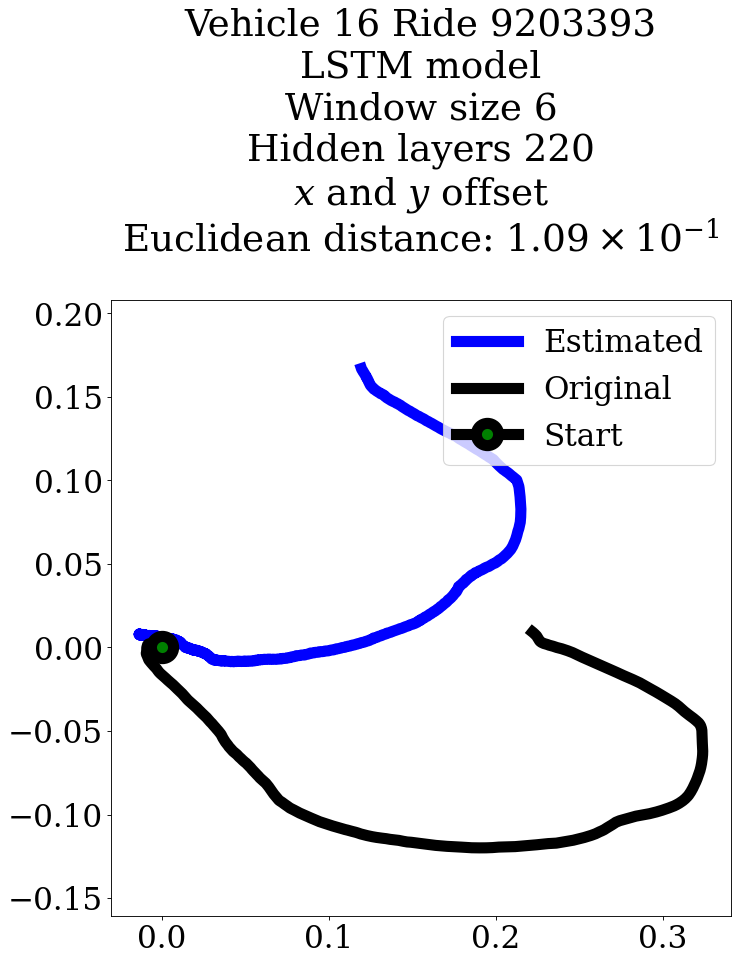 Vehicle 16 Ride 9203393
LSTM model
Window size 6
Hidden layers 220
x and y offset
Euclidean distance: 1.09 × 10⁻¹
Estimated
Original
Start
0.20
0.15
0.10
0.05
0.00
−0.05
−0.10
−0.15
0.0 0.1 0.2 0.3